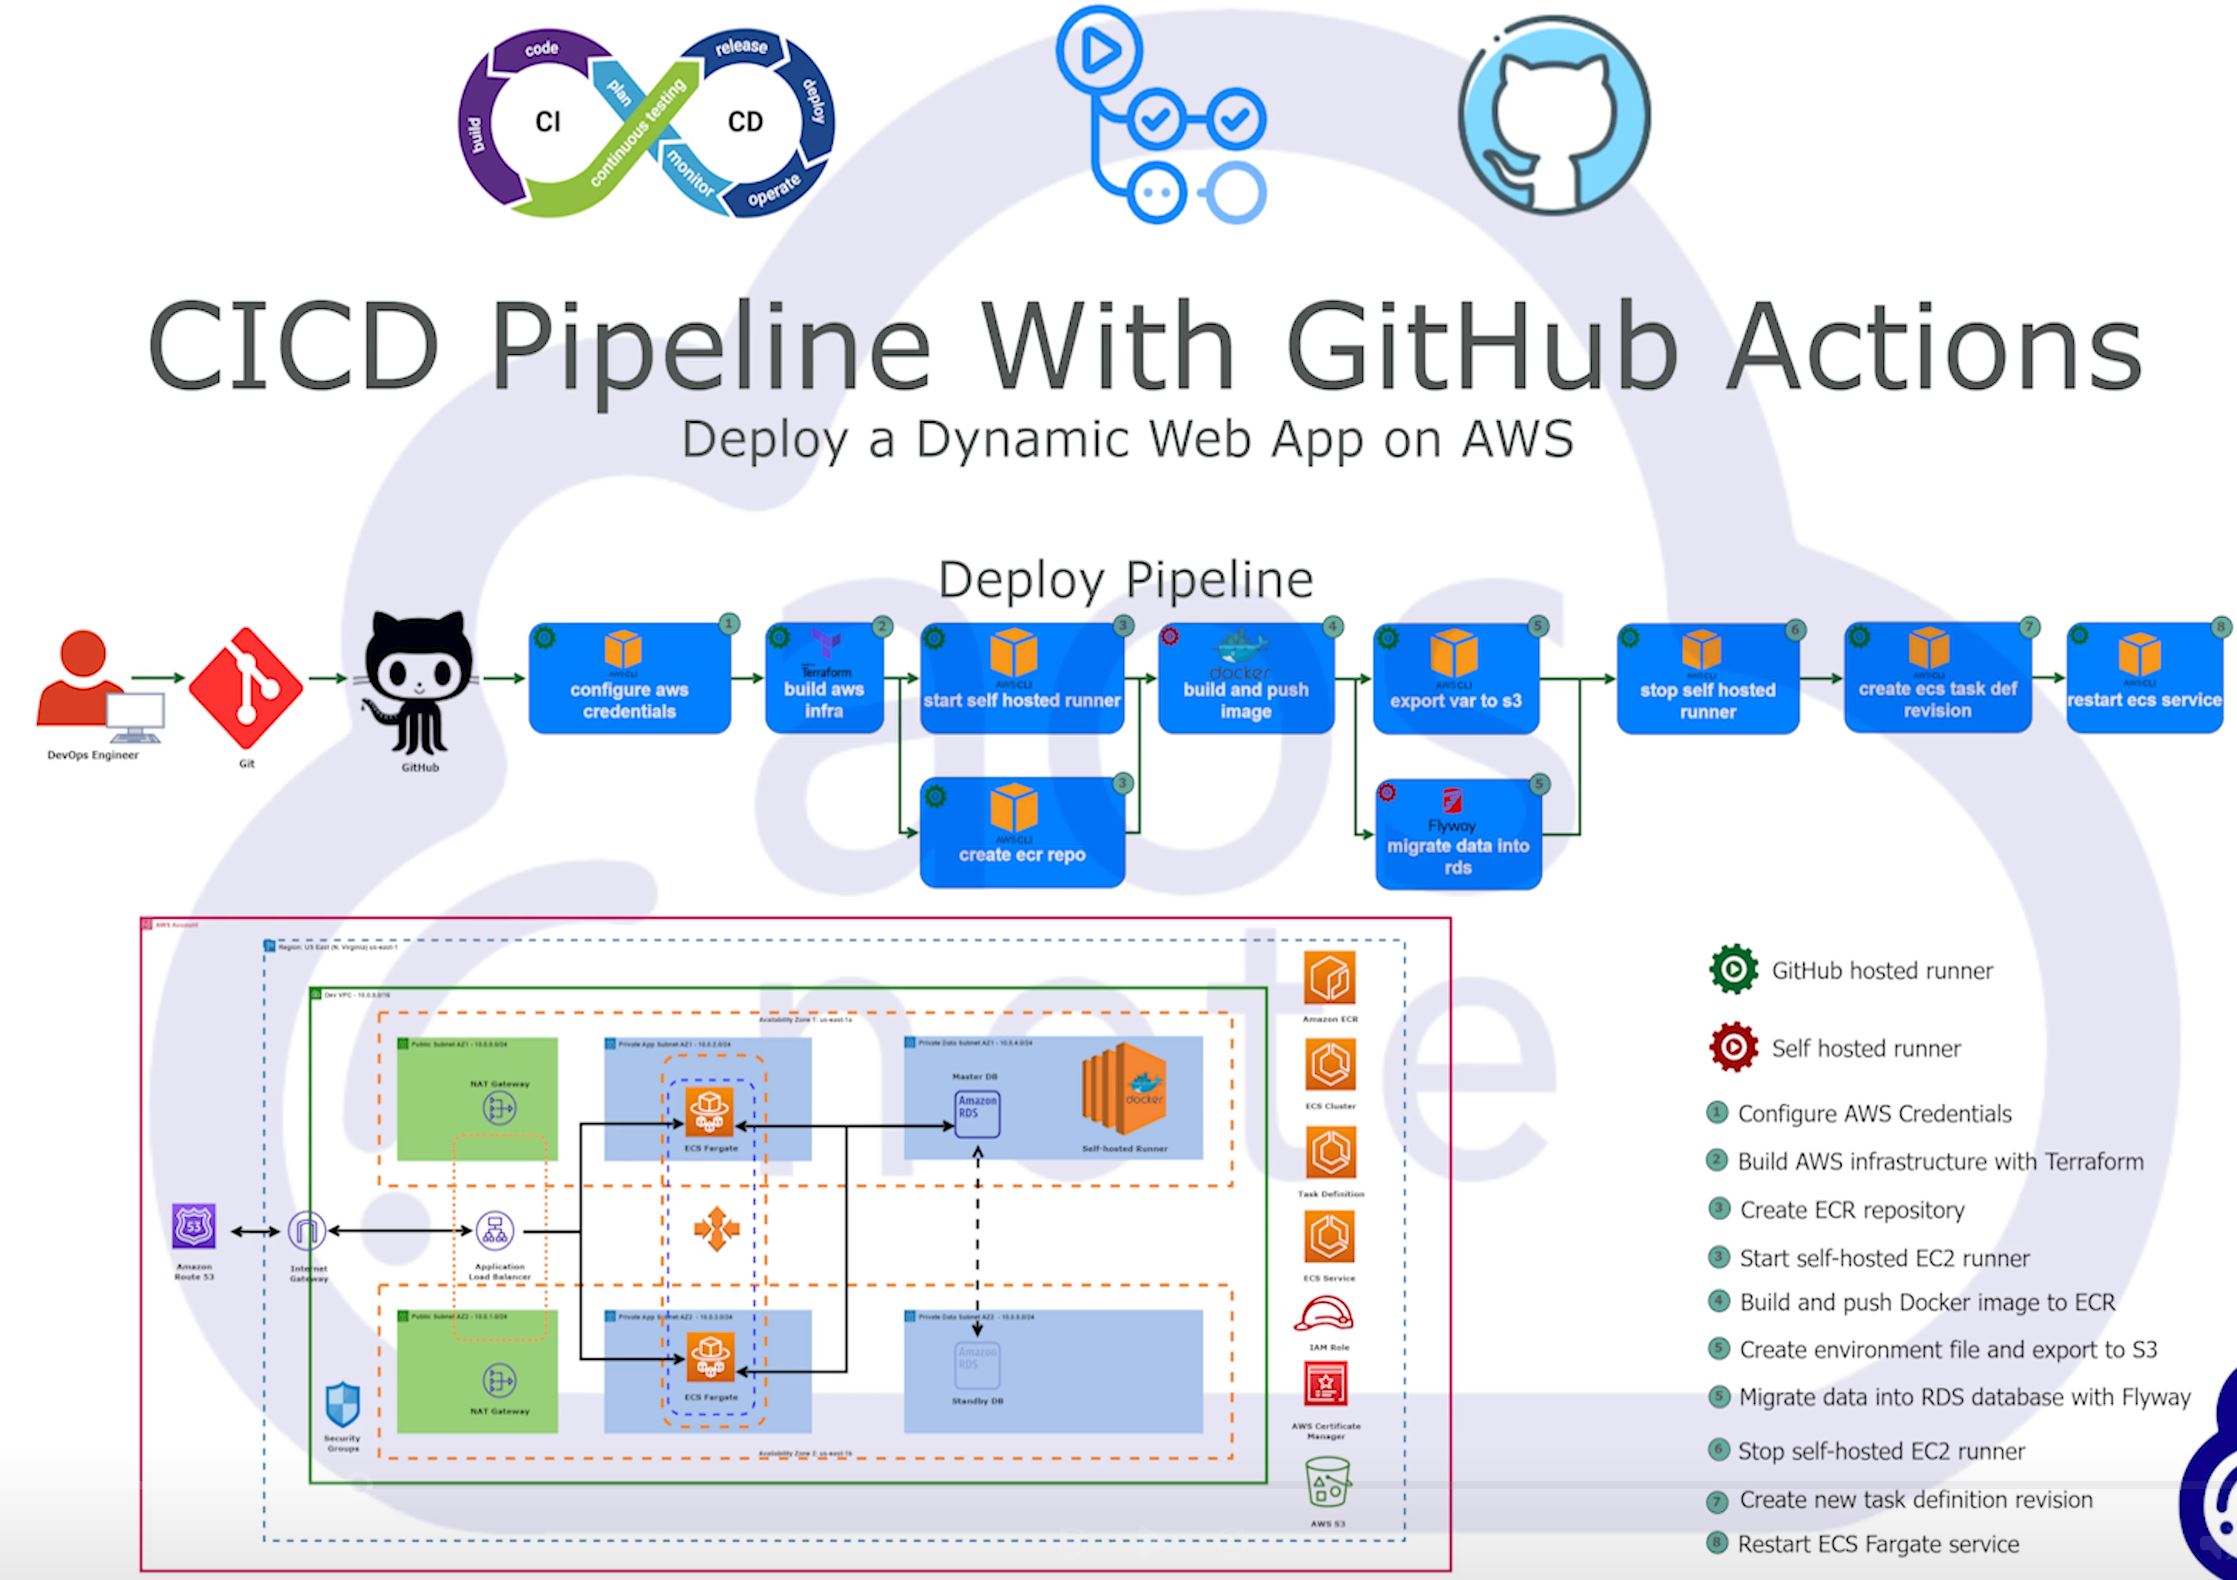 code
release
plan
build
CI
continuous testing
CD
deploy
monitor
operate
CICD Pipeline With GitHub Actions
Deploy a Dynamic Web App on AWS
Deploy Pipeline
DevOps Engineer
Git
GitHub
1
AWS CLI
configure aws
credentials
2
Terraform
build aws
infra
3
AWS CLI
start self hosted runner
3
AWS CLI
create ecr repo
4
docker
build and push
image
5
AWS CLI
export var to s3
5
Flyway
migrate data into
rds
6
AWS CLI
stop self hosted
runner
7
AWS CLI
create ecs task def
revision
8
AWS CLI
restart ecs service
aos
note
AWS Account
Region: US East (N. Virginia) us-east-1
Dev VPC - 10.0.0.0/16
Availability Zone 1: us-east-1a
Public Subnet AZ1 - 10.0.0.0/24
NAT Gateway
Private App Subnet AZ1 - 10.0.2.0/24
ECS Fargate
Private Data Subnet AZ1 - 10.0.4.0/24
Master DB
Amazon
RDS
docker
Self-hosted Runner
53
Amazon
Route 53
Internet
Gateway
Application
Load Balancer
Public Subnet AZ2 - 10.0.1.0/24
NAT Gateway
Private App Subnet AZ2 - 10.0.3.0/24
ECS Fargate
Private Data Subnet AZ2 - 10.0.5.0/24
Amazon
RDS
Standby DB
Security
Groups
Amazon ECR
ECS Cluster
Task Definition
ECS Service
IAM Role
AWS Certificate
Manager
AWS S3
GitHub hosted runner
Self hosted runner
1 Configure AWS Credentials
2 Build AWS infrastructure with Terraform
3 Create ECR repository
3 Start self-hosted EC2 runner
4 Build and push Docker image to ECR
5 Create environment file and export to S3
5 Migrate data into RDS database with Flyway
6 Stop self-hosted EC2 runner
7 Create new task definition revision
8 Restart ECS Fargate service